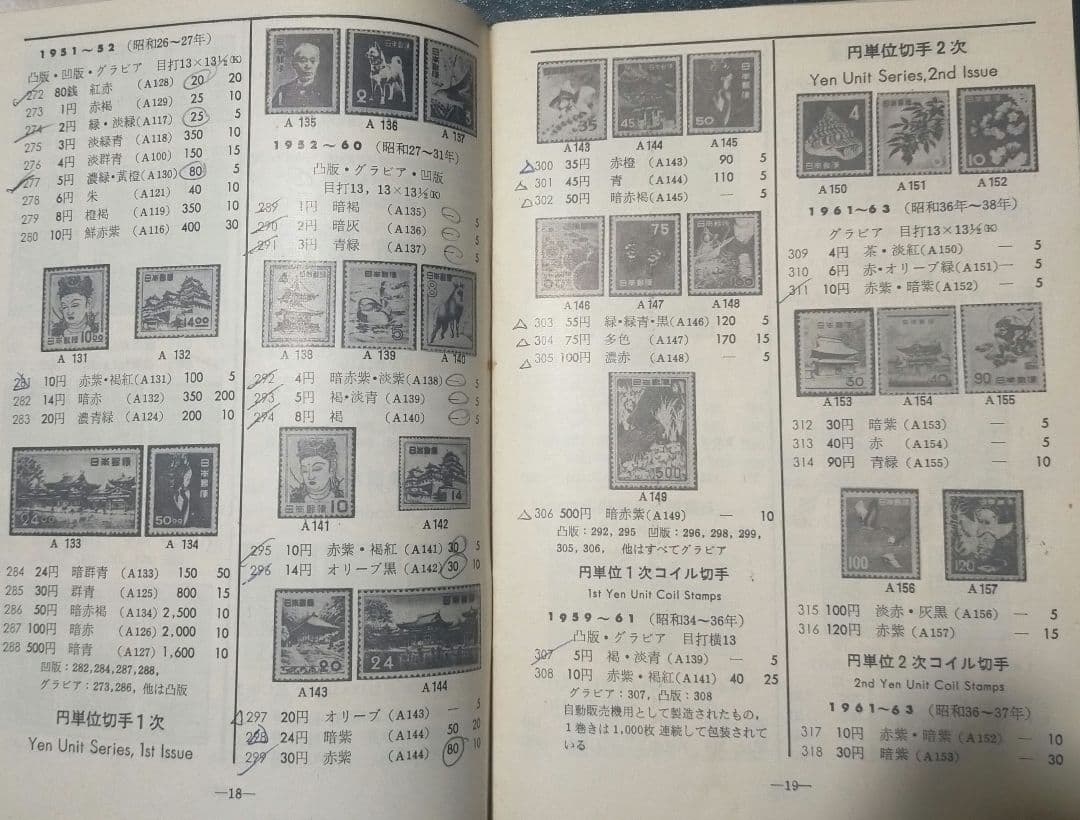 1951~52 (昭和26~27年)
凸版・凹版・グラビア 目打13×13½Ⓚ
272 80銭 紅赤 (A128) 20 20
273 1円 赤褐 (A129) 25 10
274 2円 緑・淡緑(A117) 25 5
275 3円 淡緑青 (A118) 350 10
276 4円 淡群青 (A100) 150 15
277 5円 濃緑・黄橙(A130) 80 5
278 6円 朱 (A121) 40 10
279 8円 橙褐 (A119) 350 10
280 10円 鮮赤紫 (A116) 400 30
A 131
A 132
281 10円 赤紫・褐紅(A131) 100 5
282 14円 暗赤 (A132) 350 200
283 20円 濃青緑 (A124) 200 10
A 133
A 134
284 24円 暗群青 (A133) 150 50
285 30円 群青 (A125) 800 15
286 50円 暗赤褐 (A134) 2,500 10
287 100円 暗赤 (A126) 2,000 10
288 500円 暗青 (A127) 1,600 10
凹版:282,284,287,288,
グラビア:273,286, 他は凸版
円単位切手1次
Yen Unit Series, 1st Issue
A 135
A 136
A 137
1952~60 (昭和27~31年)
凸版・グラビア・凹版
目打13, 13×13½Ⓚ
289 1円 暗褐 (A135) — 5
290 2円 暗灰 (A136) — 5
291 3円 青緑 (A137) — 5
A 138
A 139
A 140
292 4円 暗赤紫・淡紫(A138) — 5
293 5円 褐・淡青 (A139) — 5
294 8円 褐 (A140) — 5
A141
A 142
295 10円 赤紫・褐紅(A141) 30 5
296 14円 オリーブ黒(A142) 30 10
A143
A 144
297 20円 オリーブ(A143) — 5
298 24円 暗紫 (A144) 50 20
299 30円 赤紫 (A144) 80 10
—18—
A143
A 144
A 145
300 35円 赤橙 (A143) 90 5
301 45円 青 (A144) 110 5
302 50円 暗赤褐(A145) — 5
A146
A 147
A 148
303 55円 緑・緑青・黒(A146) 120 5
304 75円 多色 (A147) 170 15
305 100円 濃赤 (A148) — 5
A149
306 500円 暗赤紫(A149) — 10
凸版:292, 295 凹版:296, 298, 299,
305, 306, 他はすべてグラビア
円単位1次コイル切手
1st Yen Unit Coil Stamps
1959~61 (昭和34~36年)
凸版・グラビア 目打横13
307 5円 褐・淡青(A139) — 5
308 10円 赤紫・褐紅(A141) 40 25
グラビア:307, 凸版:308
自動販売機用として製造されたもの,
1巻きは1,000枚 連続して包装されて
いる
円単位切手2次
Yen Unit Series, 2nd Issue
A 150
A 151
A 152
1961~63 (昭和36年~38年)
グラビア 目打13×13½Ⓚ
309 4円 茶・淡紅(A150) — 5
310 6円 赤・オリーブ緑(A151) — 5
311 10円 赤紫・暗紫(A152) — 5
A153
A 154
A 155
312 30円 暗紫(A153) — 5
313 40円 赤 (A154) — 5
314 90円 青緑(A155) — 10
A156
A157
315 100円 淡赤・灰黒(A156) — 5
316 120円 赤紫(A157) — 15
円単位2次コイル切手
2nd Yen Unit Coil Stamps
1961~63 (昭和36~37年)
317 10円 赤紫・暗紫(A152) — 10
318 30円 暗紫(A153) — 30
—19—